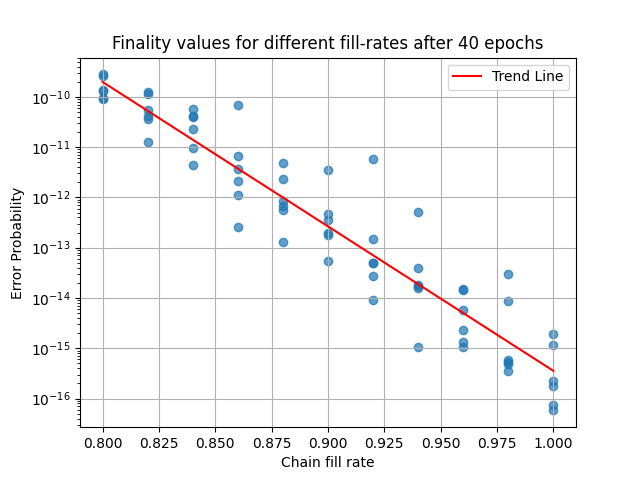 Finality values for different fill-rates after 40 epochs
Trend Line
Error Probability
10⁻¹⁰
10⁻¹¹
10⁻¹²
10⁻¹³
10⁻¹⁴
10⁻¹⁵
10⁻¹⁶
0.800 0.825 0.850 0.875 0.900 0.925 0.950 0.975 1.000
Chain fill rate